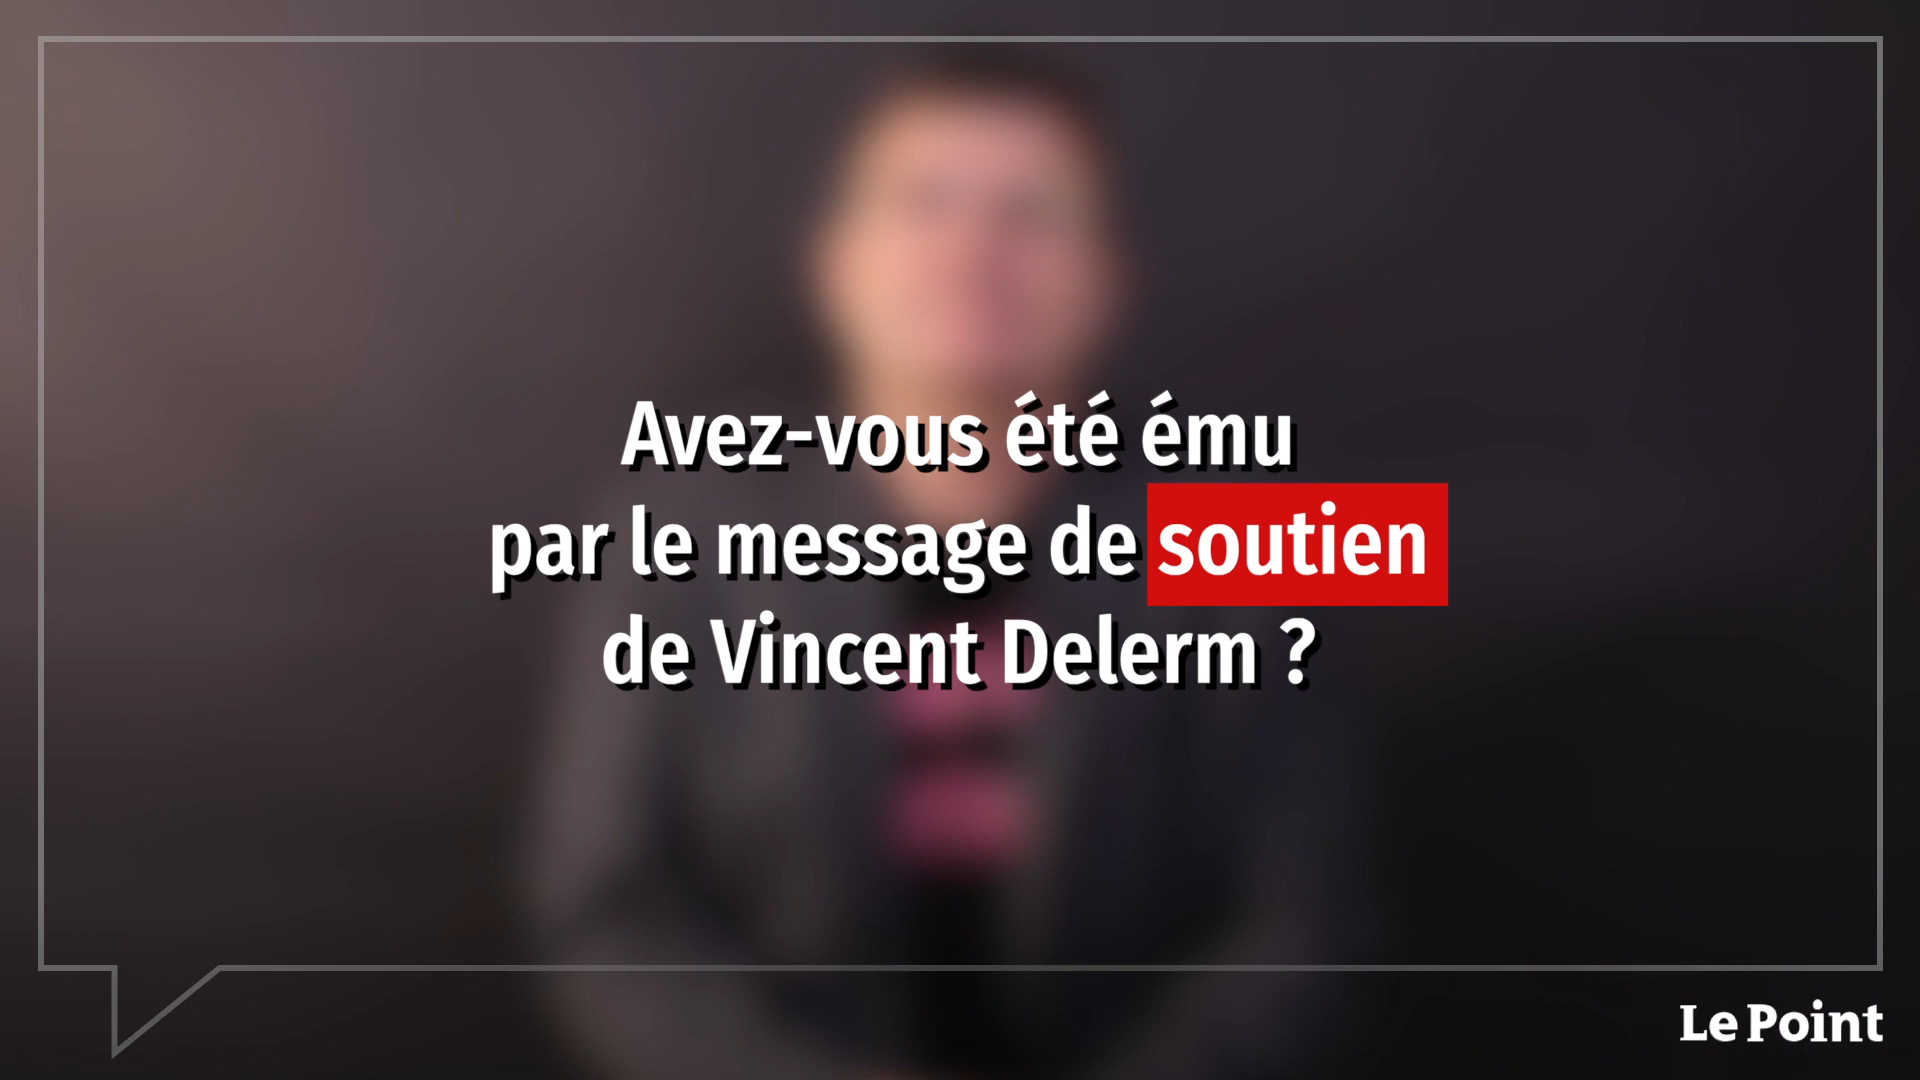 Avez-vous été ému
par le message de soutien
de Vincent Delerm ?
Le Point